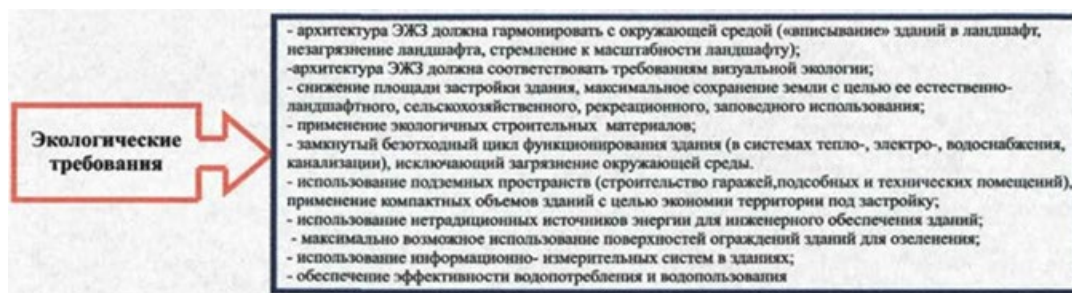 Экологические
требования
- архитектура ЭЖЗ должна гармонировать с окружающей средой («вписывание» зданий в ландшафт,
незагрязнение ландшафта, стремление к масштабности ландшафту);
-архитектура ЭЖЗ должна соответствовать требованиям визуальной экологии;
- снижение площади застройки здания, максимальное сохранение земли с целью ее естественно-
ландшафтного, сельскохозяйственного, рекреационного, заповедного использования;
- применение экологичных строительных материалов;
- замкнутый безотходный цикл функционирования здания (в системах тепло-, электро-, водоснабжения,
канализации), исключающий загрязнение окружающей среды.
- использование подземных пространств (строительство гаражей,подсобных и технических помещений),
применение компактных объемов зданий с целью экономии территории под застройку;
- использование нетрадиционных источников энергии для инженерного обеспечения зданий;
- максимально возможное использование поверхностей ограждений зданий для озеленения;
- использование информационно- измерительных систем в зданиях;
- обеспечение эффективности водопотребления и водопользования